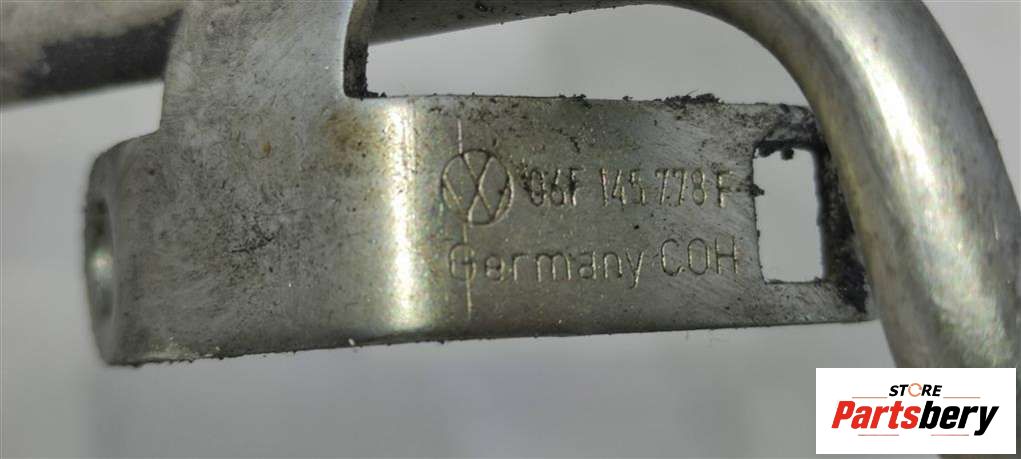 06F 145 778 F
Germany COH
STORE
Partsbery